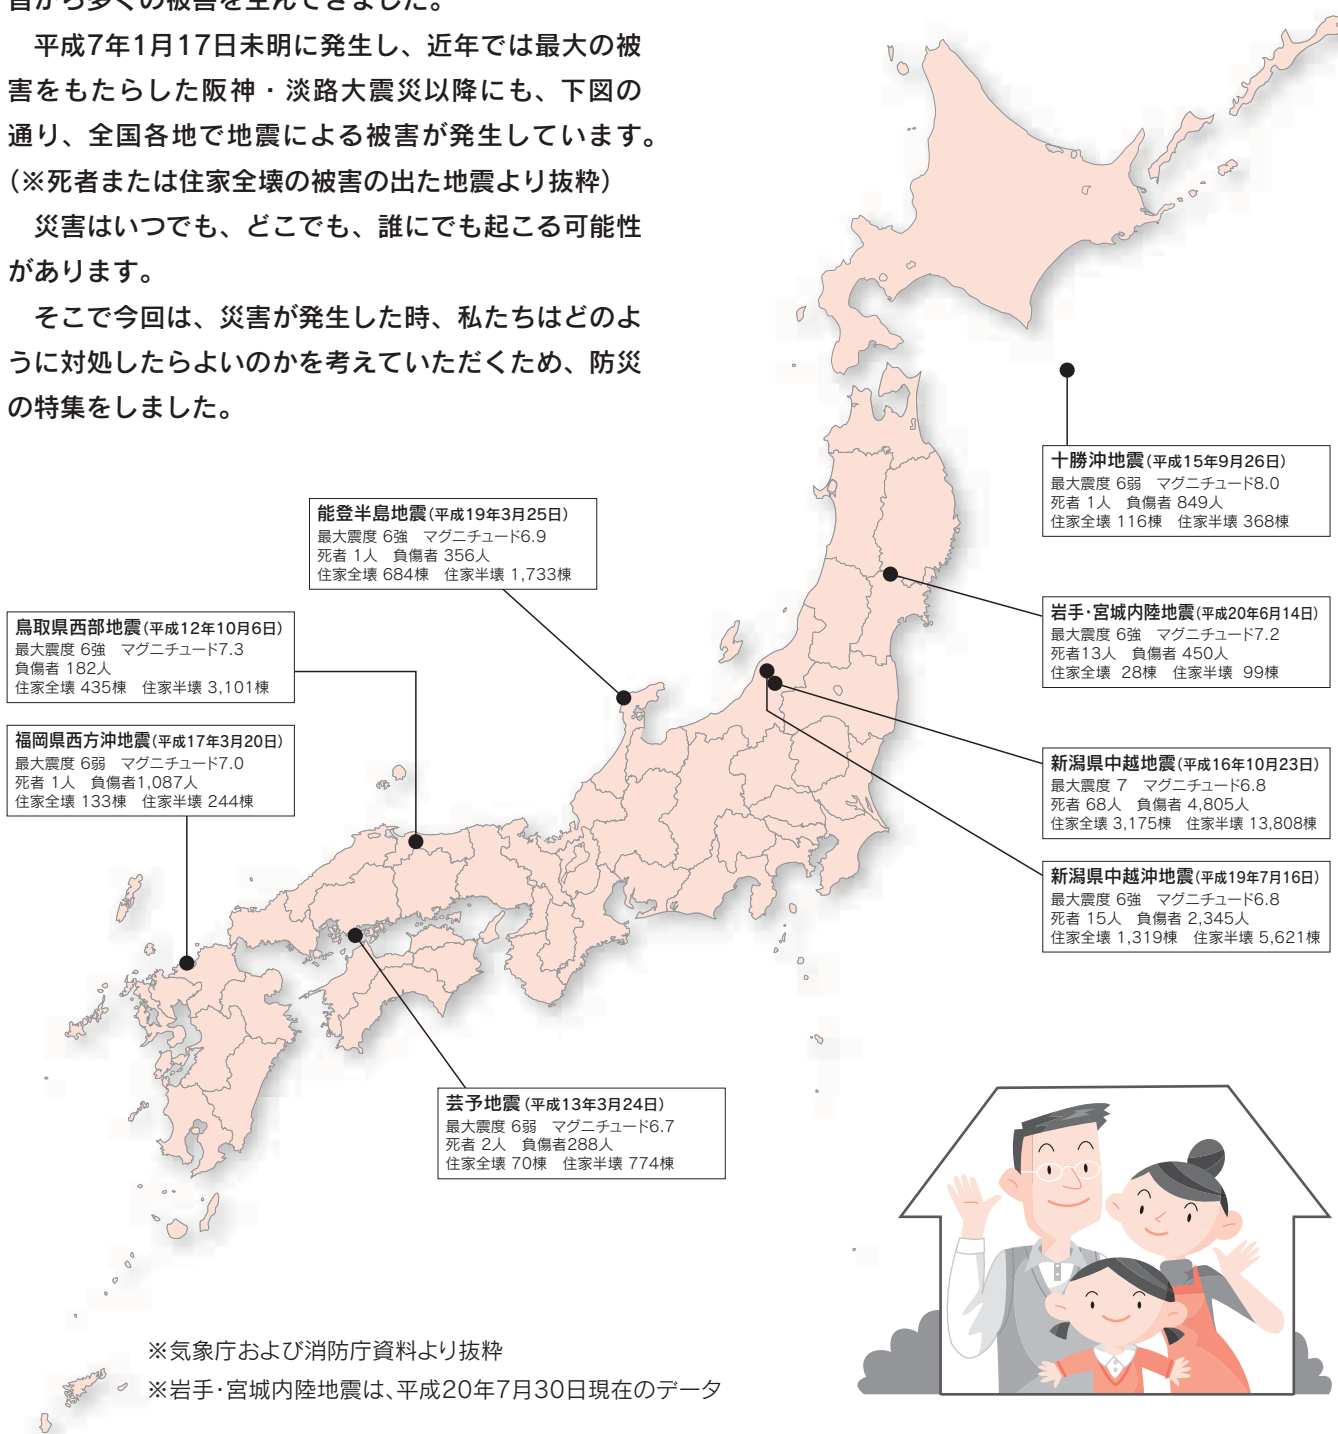 昔から多くの被害を生んできました。
　平成7年1月17日未明に発生し、近年では最大の被
害をもたらした阪神・淡路大震災以降にも、下図の
通り、全国各地で地震による被害が発生しています。
（※死者または住家全壊の被害の出た地震より抜粋）
　災害はいつでも、どこでも、誰にでも起こる可能性
があります。
　そこで今回は、災害が発生した時、私たちはどのよ
うに対処したらよいのかを考えていただくため、防災
の特集をしました。
十勝沖地震（平成15年9月26日）
最大震度 6弱　マグニチュード8.0
死者 1人　負傷者 849人
住家全壊 116棟　住家半壊 368棟
能登半島地震（平成19年3月25日）
最大震度 6強　マグニチュード6.9
死者 1人　負傷者 356人
住家全壊 684棟　住家半壊 1,733棟
岩手・宮城内陸地震（平成20年6月14日）
最大震度 6強　マグニチュード7.2
死者13人　負傷者 450人
住家全壊 28棟　住家半壊 99棟
鳥取県西部地震（平成12年10月6日）
最大震度 6強　マグニチュード7.3
負傷者 182人
住家全壊 435棟　住家半壊 3,101棟
福岡県西方沖地震（平成17年3月20日）
最大震度 6弱　マグニチュード7.0
死者 1人　負傷者1,087人
住家全壊 133棟　住家半壊 244棟
新潟県中越地震（平成16年10月23日）
最大震度 7　マグニチュード6.8
死者 68人　負傷者 4,805人
住家全壊 3,175棟　住家半壊 13,808棟
新潟県中越沖地震（平成19年7月16日）
最大震度 6強　マグニチュード6.8
死者 15人　負傷者 2,345人
住家全壊 1,319棟　住家半壊 5,621棟
芸予地震（平成13年3月24日）
最大震度 6弱　マグニチュード6.7
死者 2人　負傷者288人
住家全壊 70棟　住家半壊 774棟
※気象庁および消防庁資料より抜粋
※岩手・宮城内陸地震は、平成20年7月30日現在のデータ